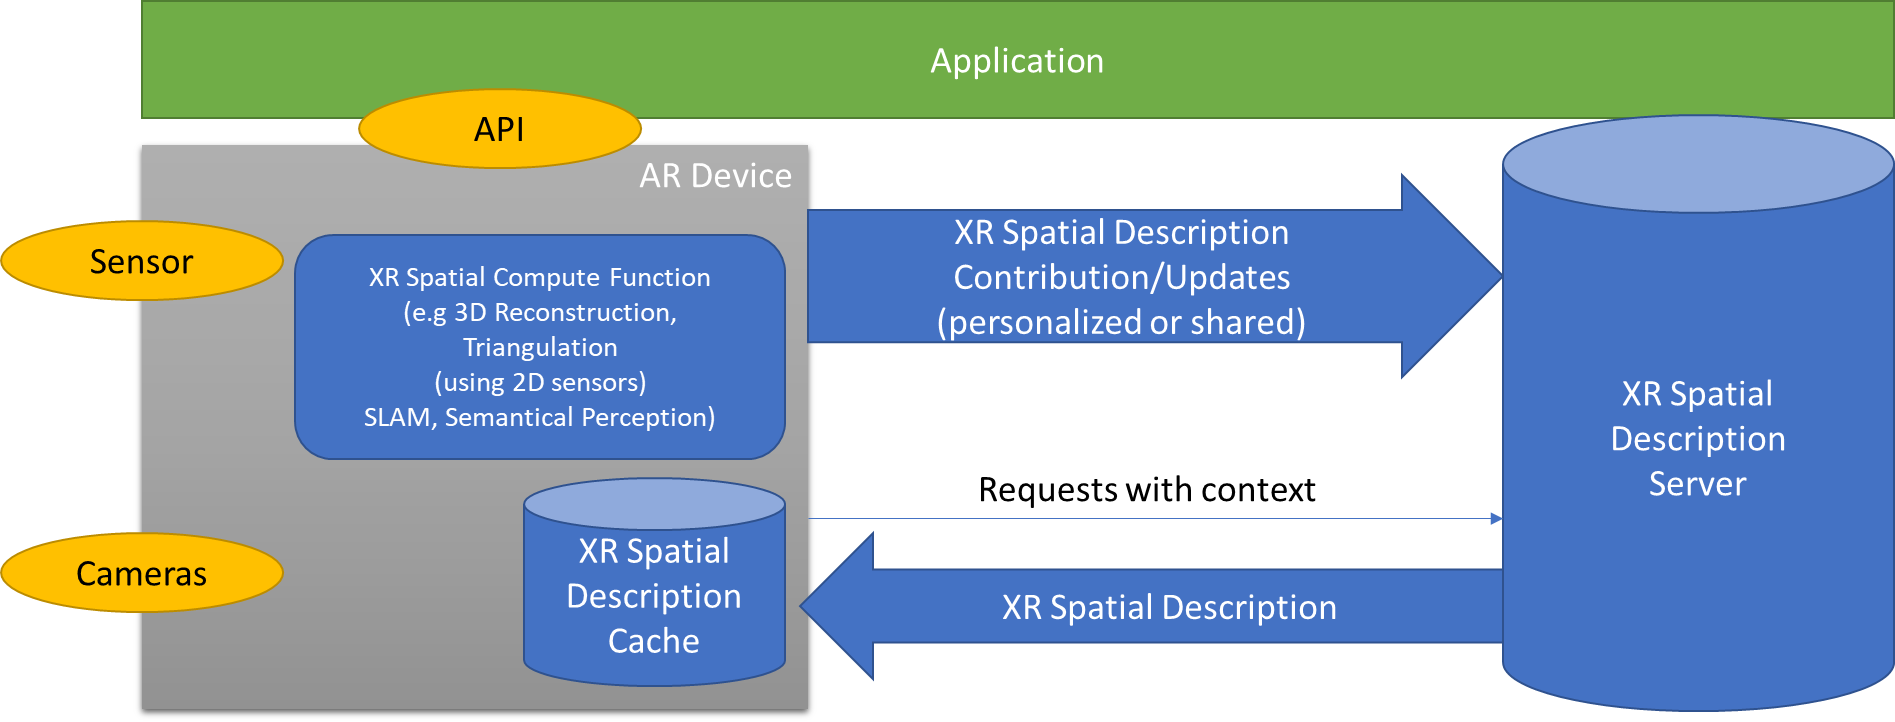 Application
API
AR Device
Sensor
XR Spatial Compute Function
(e.g 3D Reconstruction,
Triangulation
(using 2D sensors)
SLAM, Semantical Perception)
XR Spatial Description
Contribution/Updates
(personalized or shared)
XR Spatial
Description
Server
Requests with context
Cameras
XR Spatial
Description
Cache
XR Spatial Description